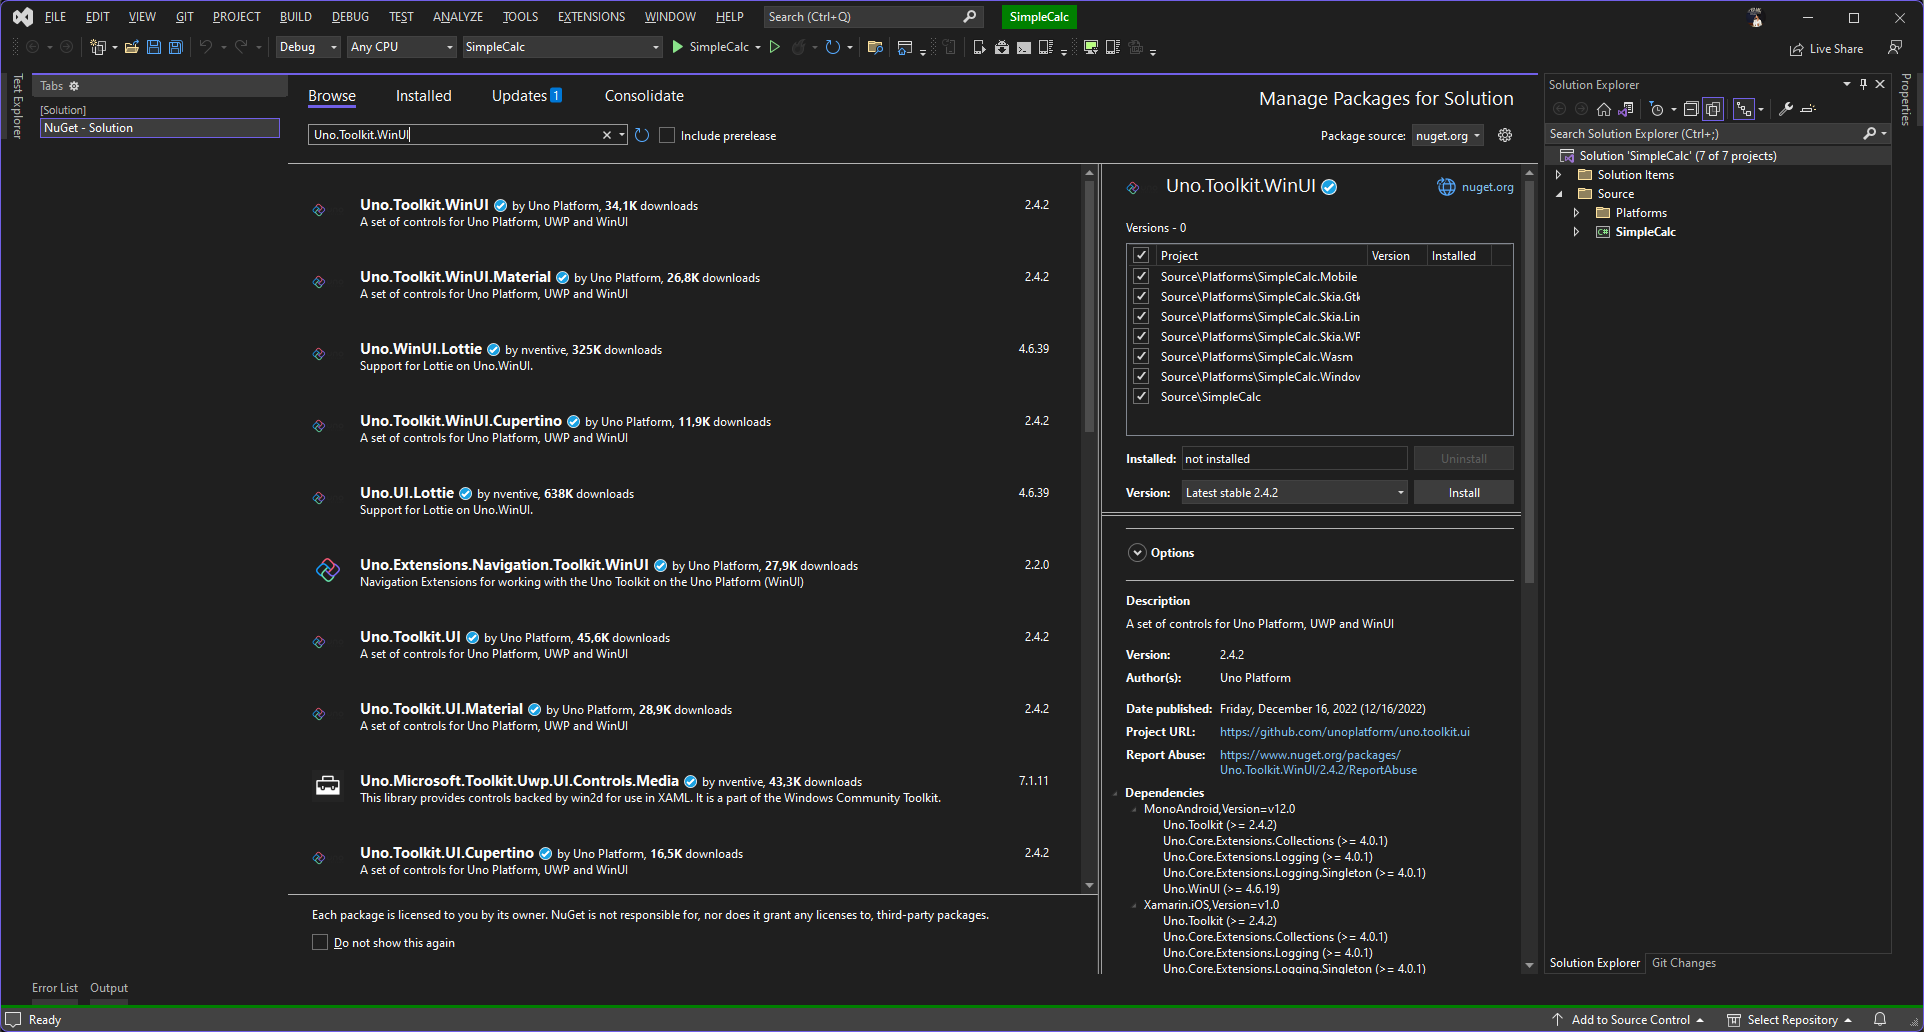 FILE EDIT VIEW GIT PROJECT BUILD DEBUG TEST ANALYZE TOOLS EXTENSIONS WINDOW HELP Search (Ctrl+Q) SimpleCalc
Debug Any CPU SimpleCalc SimpleCalc Live Share
Test Explorer
Tabs
[Solution]
NuGet - Solution
Browse Installed Updates 1 Consolidate
Manage Packages for Solution
Uno.Toolkit.WinUI Include prerelease
Package source: nuget.org
Uno.Toolkit.WinUI by Uno Platform, 34,1K downloads 2.4.2
A set of controls for Uno Platform, UWP and WinUI
Uno.Toolkit.WinUI.Material by Uno Platform, 26,8K downloads 2.4.2
A set of controls for Uno Platform, UWP and WinUI
Uno.WinUI.Lottie by nventive, 325K downloads 4.6.39
Support for Lottie on Uno.WinUI.
Uno.Toolkit.WinUI.Cupertino by Uno Platform, 11,9K downloads 2.4.2
A set of controls for Uno Platform, UWP and WinUI
Uno.UI.Lottie by nventive, 638K downloads 4.6.39
Support for Lottie on Uno.WinUI.
Uno.Extensions.Navigation.Toolkit.WinUI by Uno Platform, 27,9K downloads 2.2.0
Navigation Extensions for working with the Uno Toolkit on the Uno Platform (WinUI)
Uno.Toolkit.UI by Uno Platform, 45,6K downloads 2.4.2
A set of controls for Uno Platform, UWP and WinUI
Uno.Toolkit.UI.Material by Uno Platform, 28,9K downloads 2.4.2
A set of controls for Uno Platform, UWP and WinUI
Uno.Microsoft.Toolkit.Uwp.UI.Controls.Media by nventive, 43,3K downloads 7.1.11
This library provides controls backed by win2d for use in XAML. It is a part of the Windows Community Toolkit.
Uno.Toolkit.UI.Cupertino by Uno Platform, 16,5K downloads 2.4.2
A set of controls for Uno Platform, UWP and WinUI
Each package is licensed to you by its owner. NuGet is not responsible for, nor does it grant any licenses to, third-party packages.
Do not show this again
Uno.Toolkit.WinUI nuget.org
Versions - 0
Project Version Installed
Source\Platforms\SimpleCalc.Mobile
Source\Platforms\SimpleCalc.Skia.Gtk
Source\Platforms\SimpleCalc.Skia.Lin
Source\Platforms\SimpleCalc.Skia.WP
Source\Platforms\SimpleCalc.Wasm
Source\Platforms\SimpleCalc.Window
Source\SimpleCalc
Installed: not installed Uninstall
Version: Latest stable 2.4.2 Install
Options
Description
A set of controls for Uno Platform, UWP and WinUI
Version: 2.4.2
Author(s): Uno Platform
Date published: Friday, December 16, 2022 (12/16/2022)
Project URL: https://github.com/unoplatform/uno.toolkit.ui
Report Abuse: https://www.nuget.org/packages/
Uno.Toolkit.WinUI/2.4.2/ReportAbuse
Dependencies
MonoAndroid,Version=v12.0
Uno.Toolkit (>= 2.4.2)
Uno.Core.Extensions.Collections (>= 4.0.1)
Uno.Core.Extensions.Logging (>= 4.0.1)
Uno.Core.Extensions.Logging.Singleton (>= 4.0.1)
Uno.WinUI (>= 4.6.19)
Xamarin.iOS,Version=v1.0
Uno.Toolkit (>= 2.4.2)
Uno.Core.Extensions.Collections (>= 4.0.1)
Uno.Core.Extensions.Logging (>= 4.0.1)
Uno.Core.Extensions.Logging.Singleton (>= 4.0.1)
Solution Explorer
Search Solution Explorer (Ctrl+;)
Solution 'SimpleCalc' (7 of 7 projects)
Solution Items
Source
Platforms
C# SimpleCalc
Solution Explorer Git Changes
Properties
Error List Output
Ready Add to Source Control Select Repository